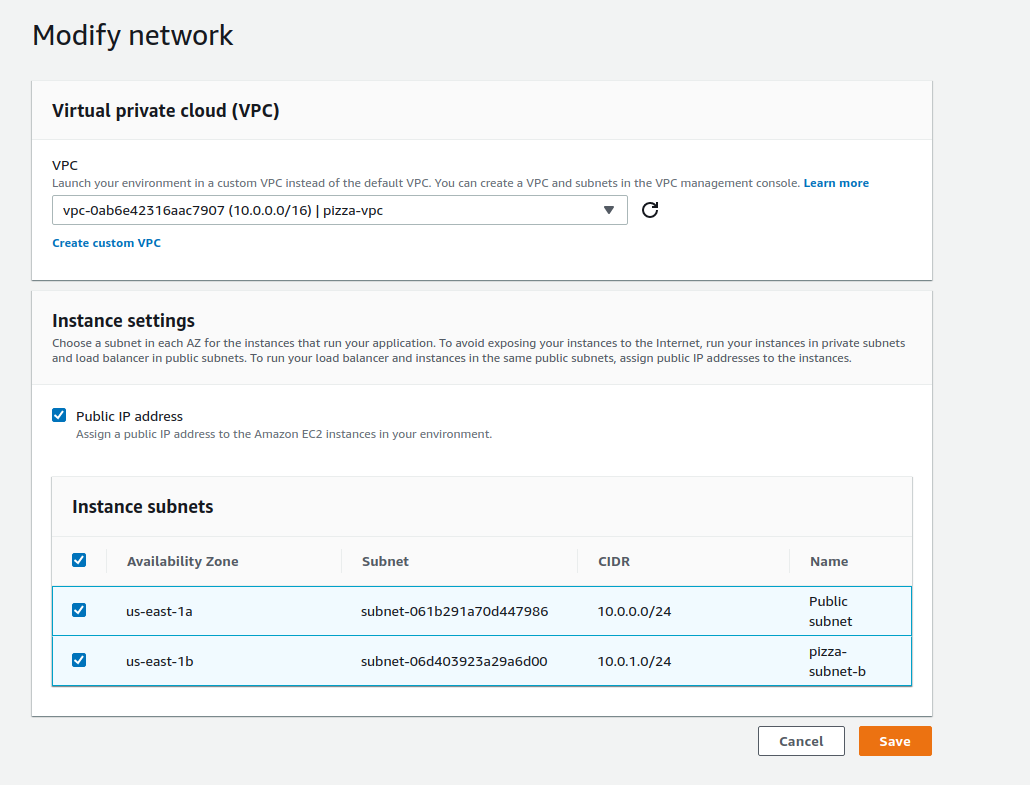 Modify network
Virtual private cloud (VPC)
VPC
Launch your environment in a custom VPC instead of the default VPC. You can create a VPC and subnets in the VPC management console. Learn more
vpc-0ab6e42316aac7907 (10.0.0.0/16) | pizza-vpc
Create custom VPC
Instance settings
Choose a subnet in each AZ for the instances that run your application. To avoid exposing your instances to the Internet, run your instances in private subnets
and load balancer in public subnets. To run your load balancer and instances in the same public subnets, assign public IP addresses to the instances.
Public IP address
Assign a public IP address to the Amazon EC2 instances in your environment.
Instance subnets
Availability Zone Subnet CIDR Name
us-east-1a subnet-061b291a70d447986 10.0.0.0/24 Public
subnet
us-east-1b subnet-06d403923a29a6d00 10.0.1.0/24 pizza-
subnet-b
Cancel Save